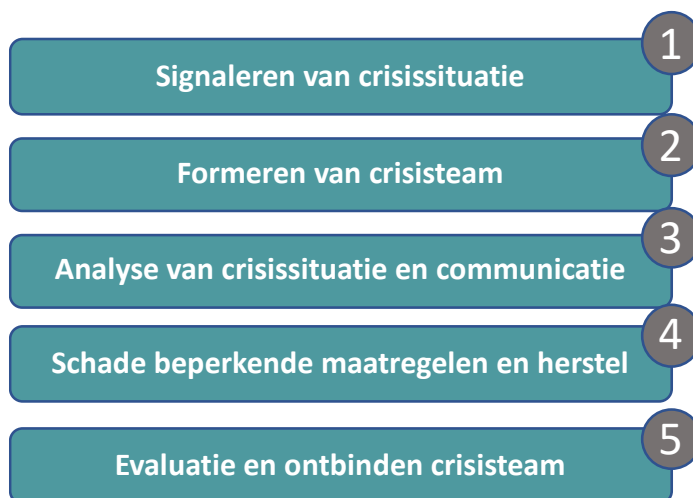 1
Signaleren van crisissituatie
2
Formeren van crisisteam
3
Analyse van crisissituatie en communicatie
4
Schade beperkende maatregelen en herstel
5
Evaluatie en ontbinden crisisteam